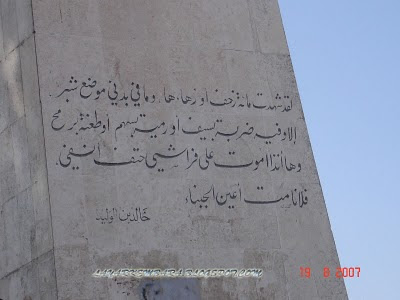 لقد شهدت مائة زحف أو زهاءها وما في بدني موضع شبر
إلا وفيه ضربة بسيف أو رمية بسهم أو طعنة برمح
وها أنذا أموت على فراشي حتف أنفي
فلا نامت أعين الجبناء
خالد بن الوليد
19 8 2007